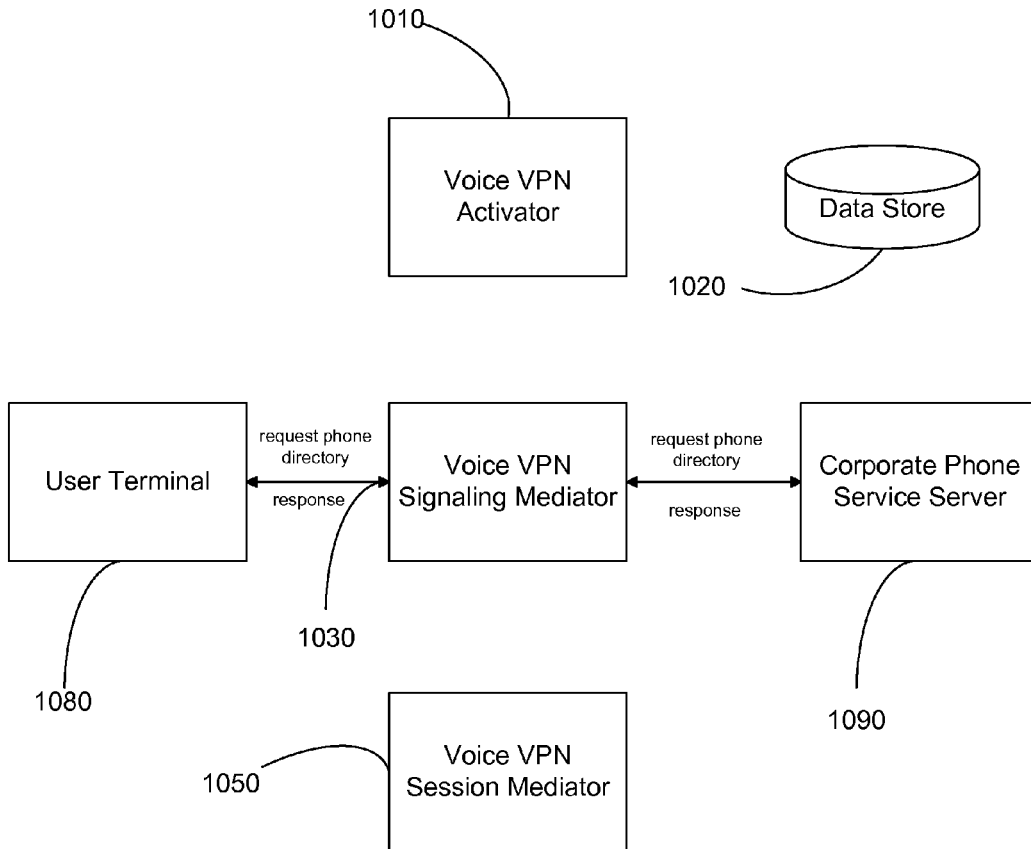 1010
Voice VPN
Activator
Data Store
1020
User Terminal
request phone
directory
response
Voice VPN
Signaling Mediator
request phone
directory
response
Corporate Phone
Service Server
1030
1080
1090
Voice VPN
Session Mediator
1050